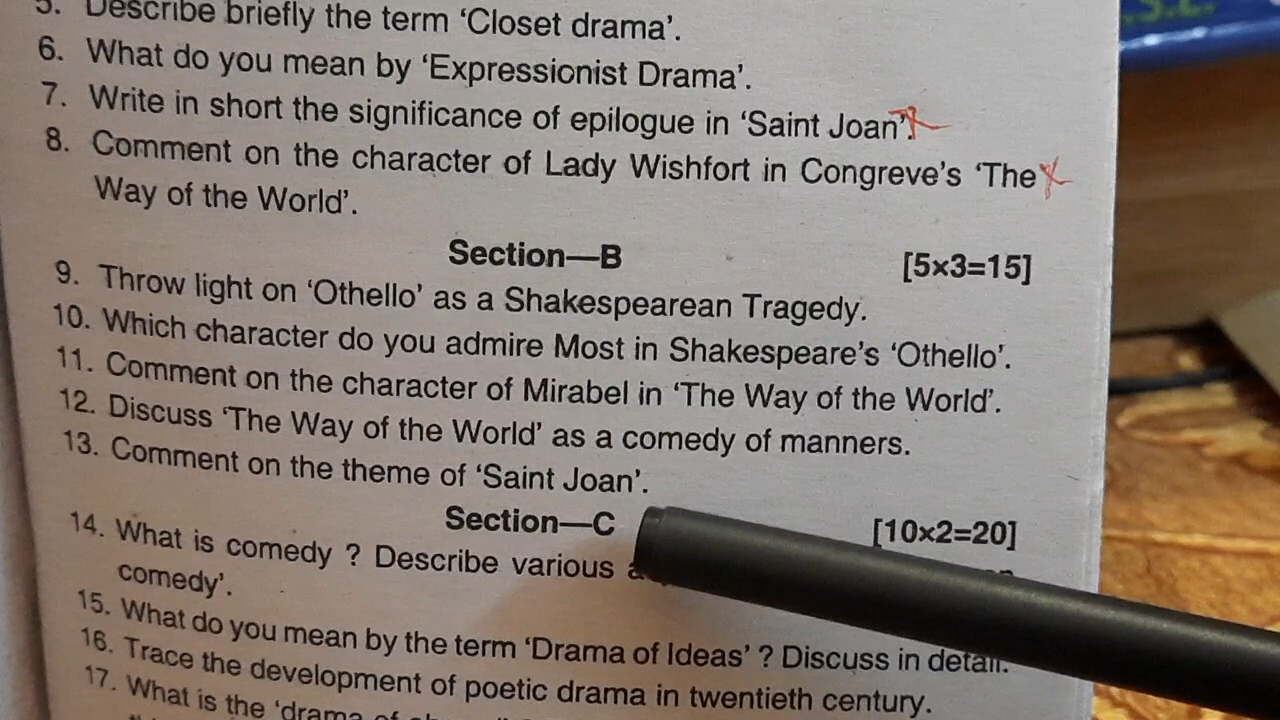 5. Describe briefly the term 'Closet drama'.
6. What do you mean by 'Expressionist Drama'.
7. Write in short the significance of epilogue in 'Saint Joan'.
8. Comment on the character of Lady Wishfort in Congreve's 'The
Way of the World'.
Section—B [5×3=15]
9. Throw light on 'Othello' as a Shakespearean Tragedy.
10. Which character do you admire Most in Shakespeare's 'Othello'.
11. Comment on the character of Mirabel in 'The Way of the World'.
12. Discuss 'The Way of the World' as a comedy of manners.
13. Comment on the theme of 'Saint Joan'.
Section—C [10×2=20]
14. What is comedy ? Describe various
comedy'.
15. What do you mean by the term 'Drama of Ideas' ? Discuss in detail.
16. Trace the development of poetic drama in twentieth century.
17. What is the 'drama of